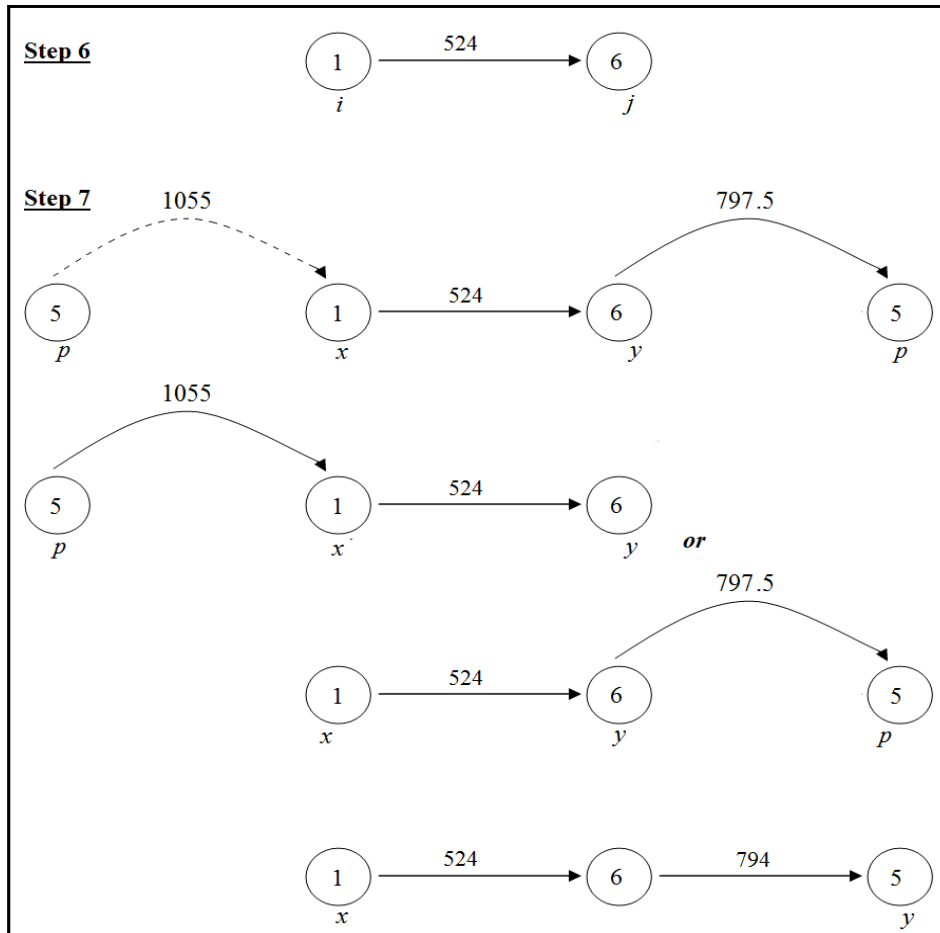 Step 6
524
1 6
i j
Step 7
1055 797.5
524
5 1 6 5
p x y p
1055
524
5 1 6
p x y or
797.5
524
1 6 5
x y p
524 794
1 6 5
x y